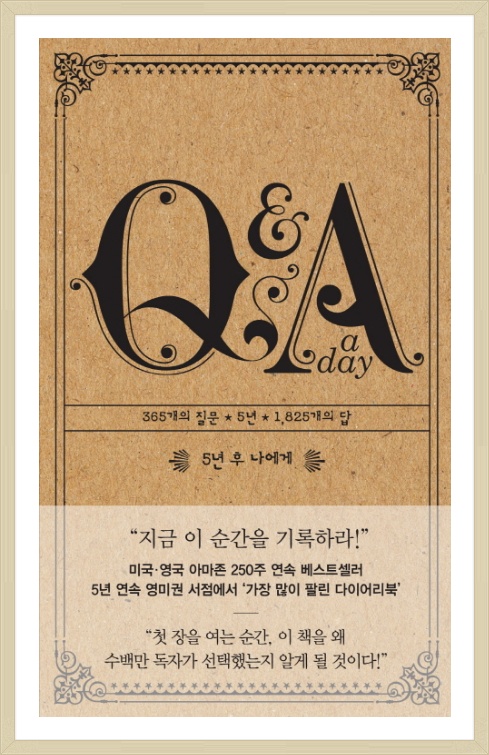 Q&A
a
day
365개의 질문 ★ 5년 ★ 1,825개의 답
5년 후 나에게
“지금 이 순간을 기록하라!”
미국·영국 아마존 250주 연속 베스트셀러
5년 연속 영미권 서점에서 ‘가장 많이 팔린 다이어리북’
“첫 장을 여는 순간, 이 책을 왜
수백만 독자가 선택했는지 알게 될 것이다!”